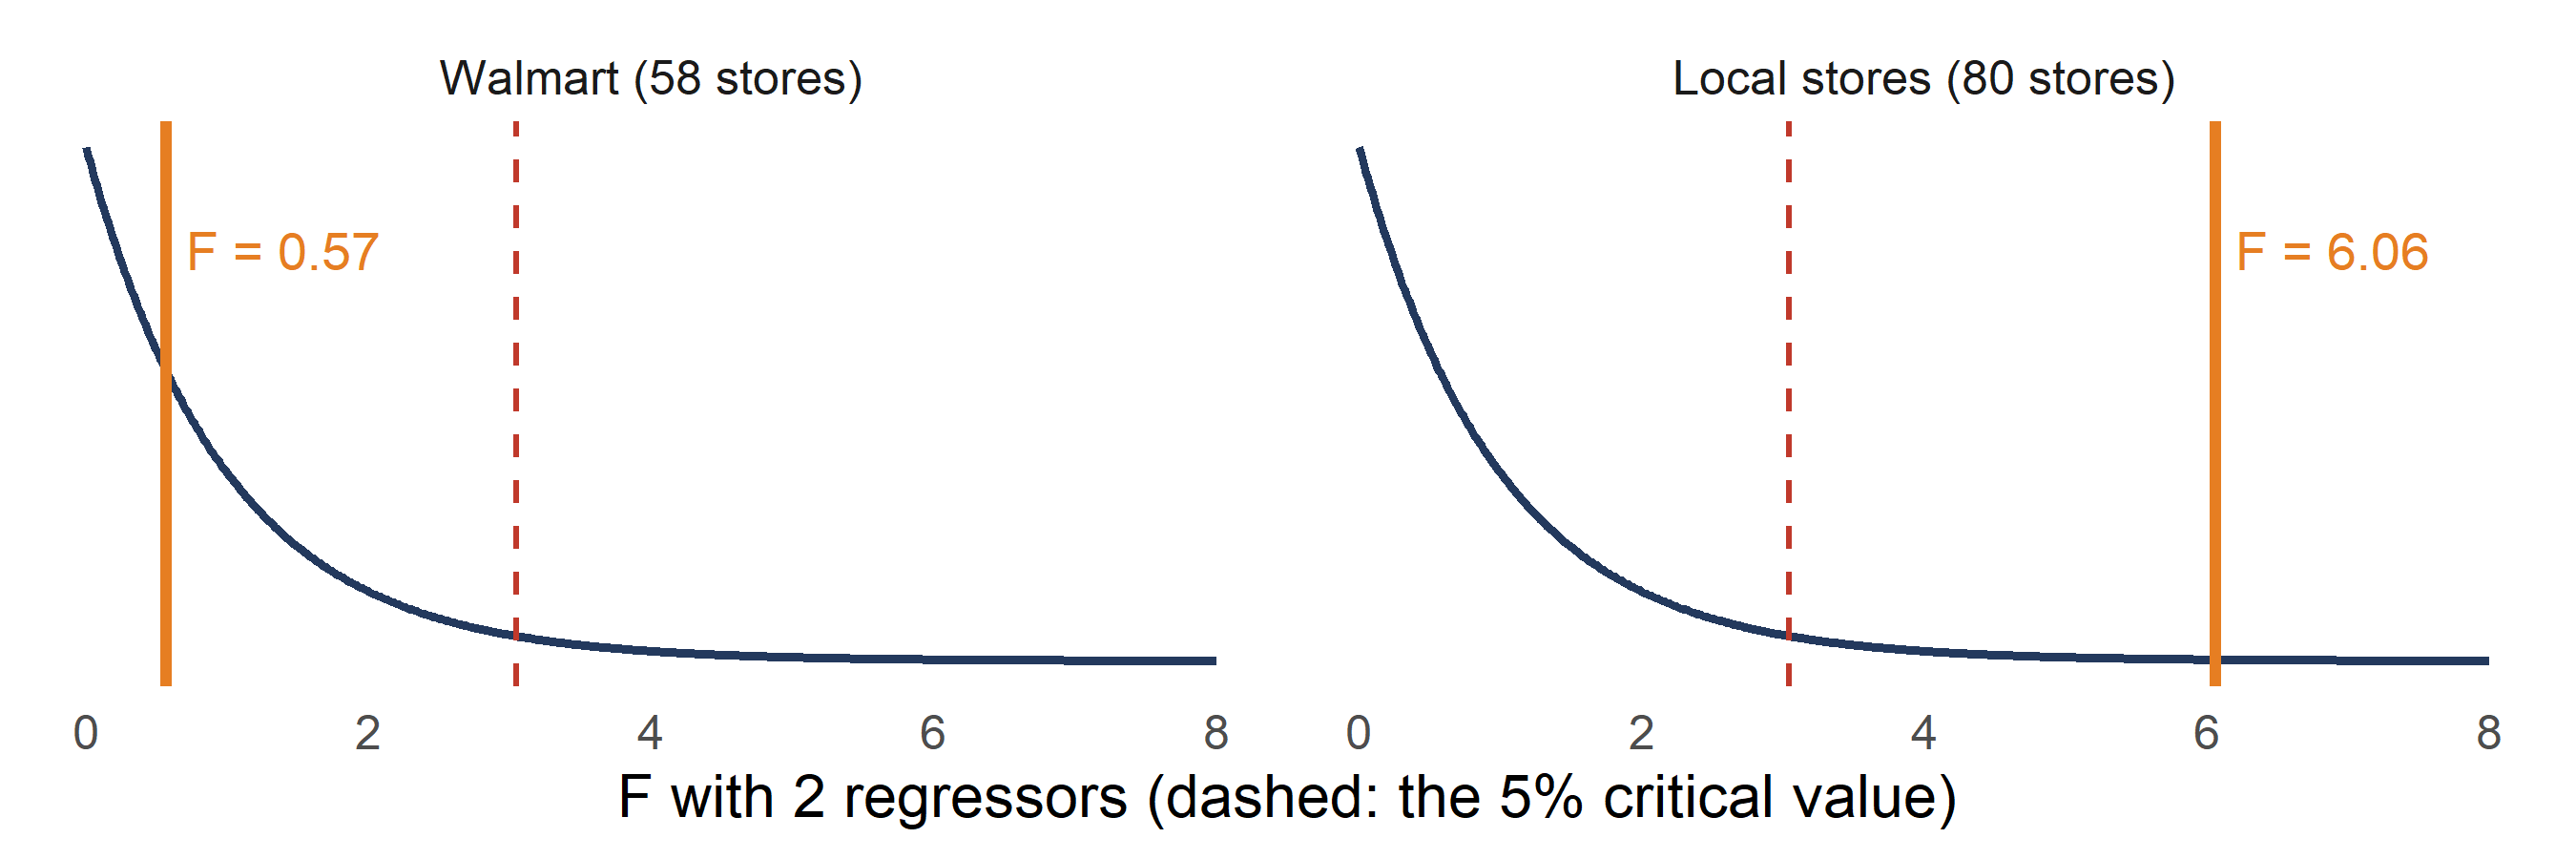 Walmart (58 stores)
Local stores (80 stores)
F = 0.57
F = 6.06
0 2 4 6 8
0 2 4 6 8
F with 2 regressors (dashed: the 5% critical value)